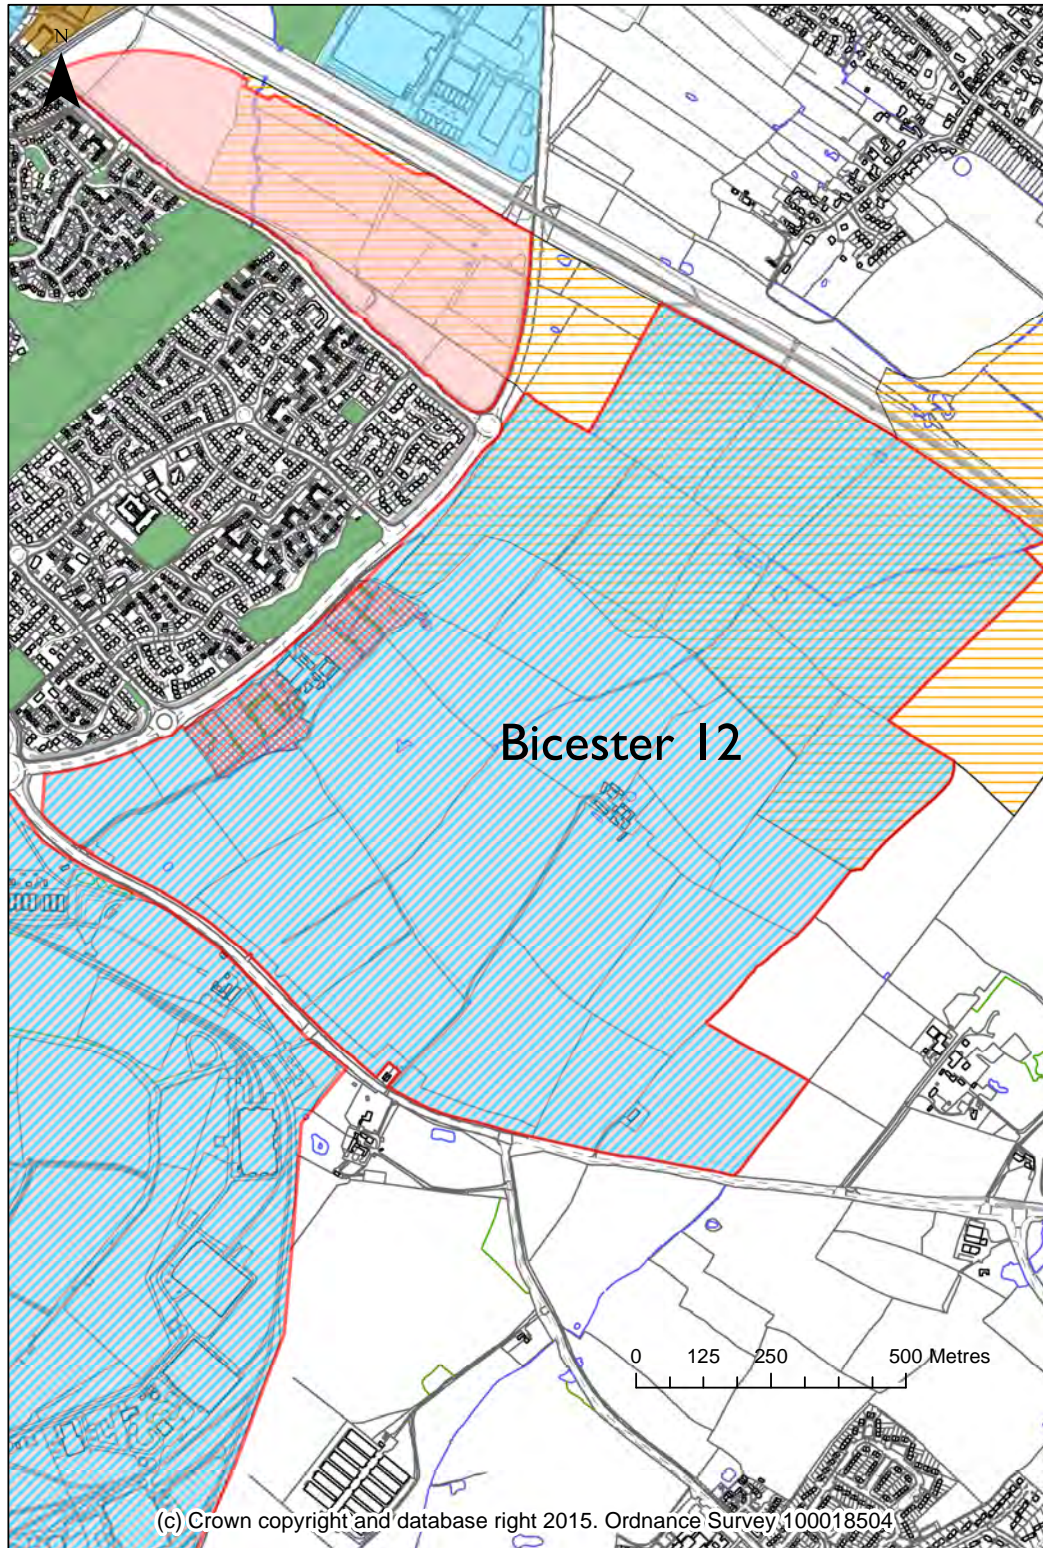 N
Bicester 12
0 125 250 500 Metres
(c) Crown copyright and database right 2015. Ordnance Survey 100018504